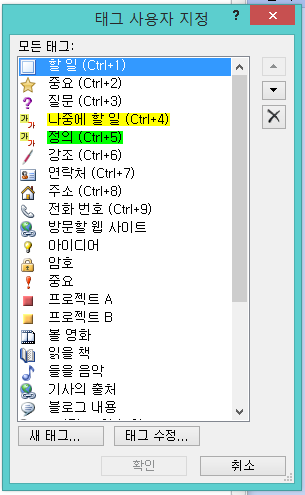 태그 사용자 지정
?
모든 태그:
할 일 (Ctrl+1)
중요 (Ctrl+2)
? 질문 (Ctrl+3)
가가 나중에 할 일 (Ctrl+4)
가가 정의 (Ctrl+5)
강조 (Ctrl+6)
연락처 (Ctrl+7)
주소 (Ctrl+8)
전화 번호 (Ctrl+9)
방문할 웹 사이트
아이디어
암호
! 중요
프로젝트 A
프로젝트 B
볼 영화
읽을 책
들을 음악
기사의 출처
블로그 내용
새 태그...
태그 수정...
확인
취소